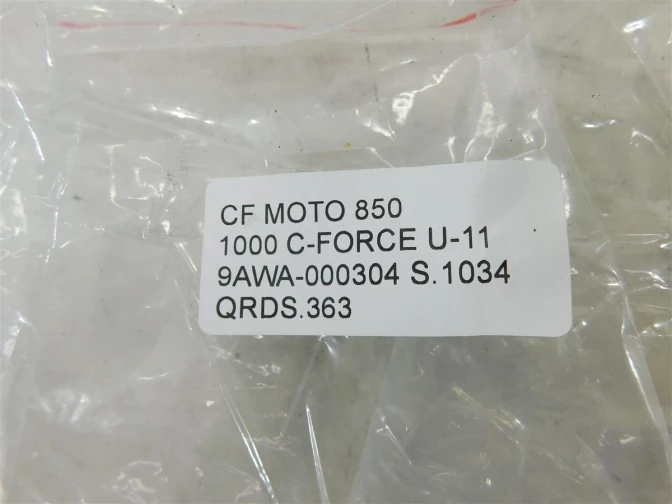 CF MOTO 850
1000 C-FORCE U-11
9AWA-000304 S.1034
QRDS.363